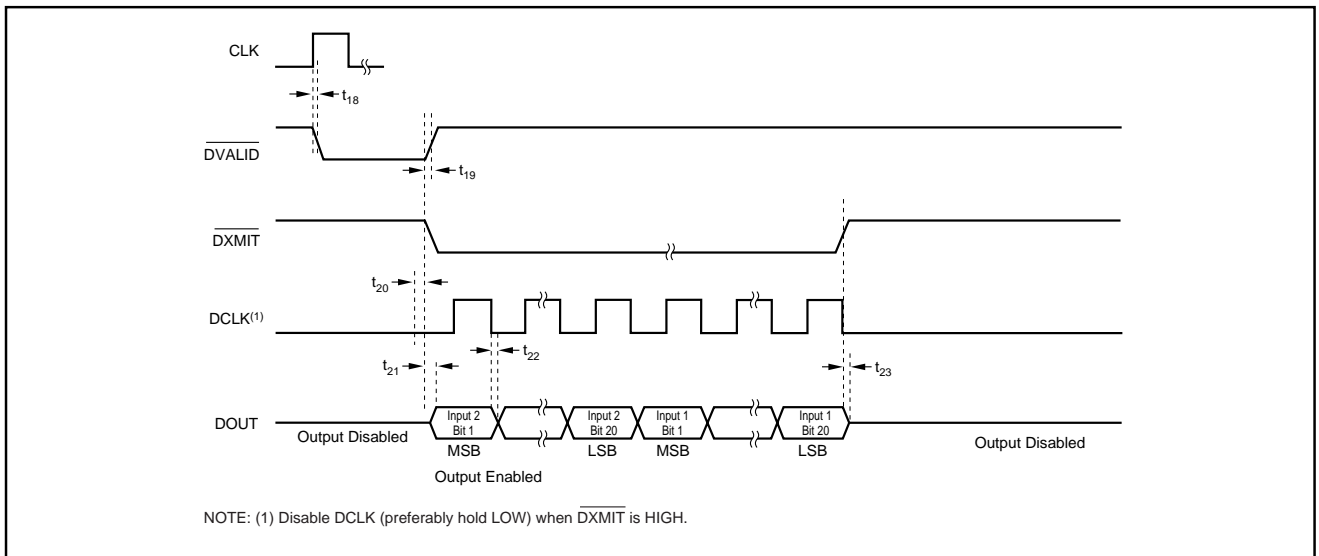 CLK
t18
DVALID
t19
DXMIT
t20
DCLK(1)
t21
t22
t23
DOUT
Output Disabled
Input 2
Bit 1
Input 2
Bit 20
Input 1
Bit 1
Input 1
Bit 20
Output Disabled
MSB
LSB
MSB
LSB
Output Enabled
NOTE: (1) Disable DCLK (preferably hold LOW) when DXMIT is HIGH.